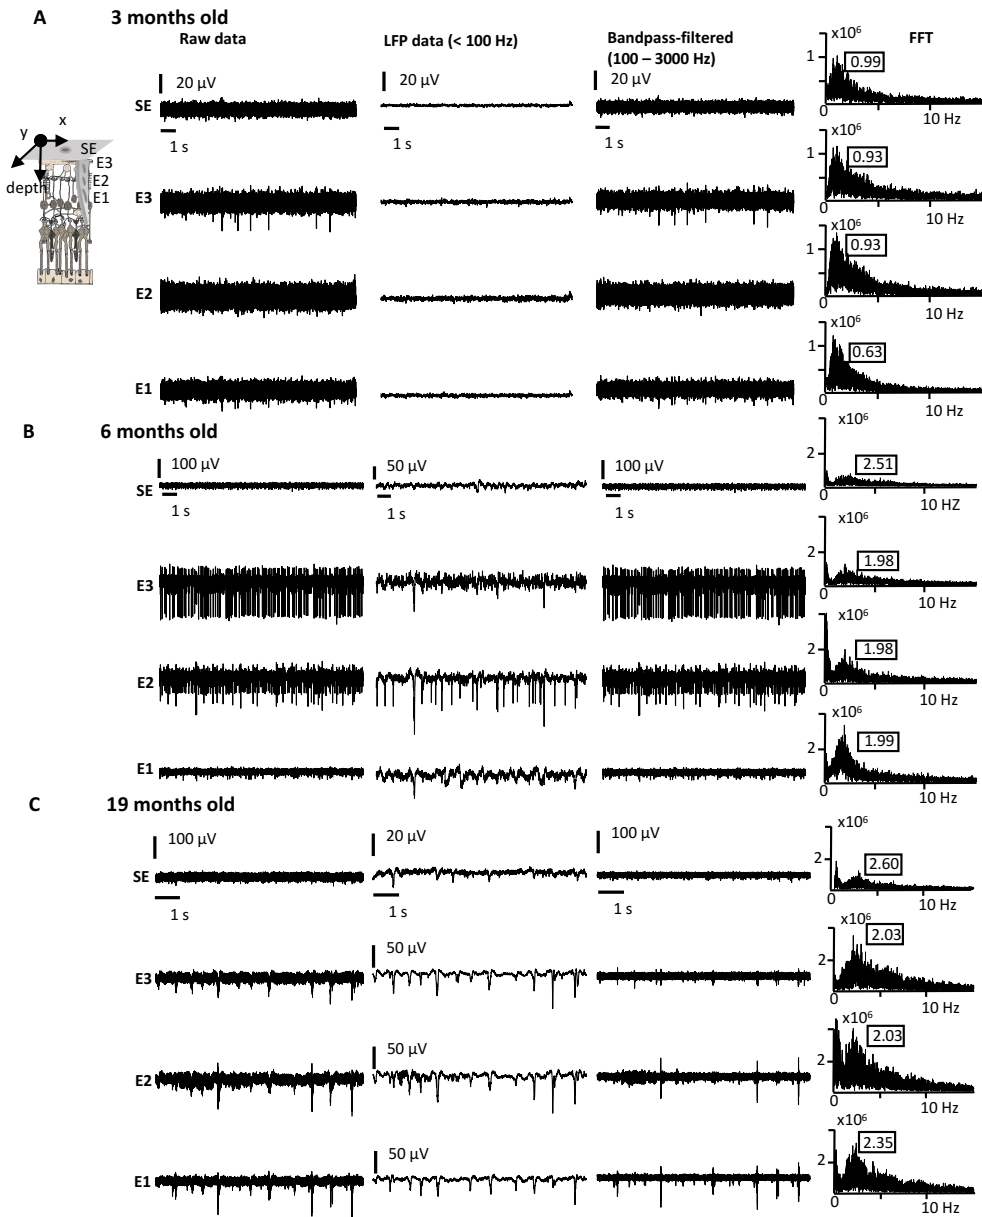 A 3 months old
Raw data
LFP data (< 100 Hz)
Bandpass-filtered
(100 – 3000 Hz)
FFT
20 µV
20 µV
20 µV
x10⁶
1
0.99
SE
1 s
1 s
1 s
0
10 Hz
y
x
SE
E3
E2
E1
depth
E3
x10⁶
1
0.93
0
10 Hz
E2
x10⁶
1
0.93
0
10 Hz
E1
x10⁶
1
0.63
0
10 Hz
B 6 months old
100 µV
50 µV
100 µV
x10⁶
2
2.51
SE
1 s
1 s
1 s
0
10 HZ
E3
x10⁶
2
1.98
0
10 Hz
E2
x10⁶
2
1.98
0
10 Hz
E1
x10⁶
2
1.99
0
10 Hz
C 19 months old
100 µV
20 µV
100 µV
x10⁶
2
2.60
SE
1 s
1 s
1 s
0
10 Hz
E3
50 µV
x10⁶
2
2.03
0
10 Hz
E2
50 µV
x10⁶
2
2.03
0
10 Hz
E1
50 µV
x10⁶
2
2.35
0
10 Hz